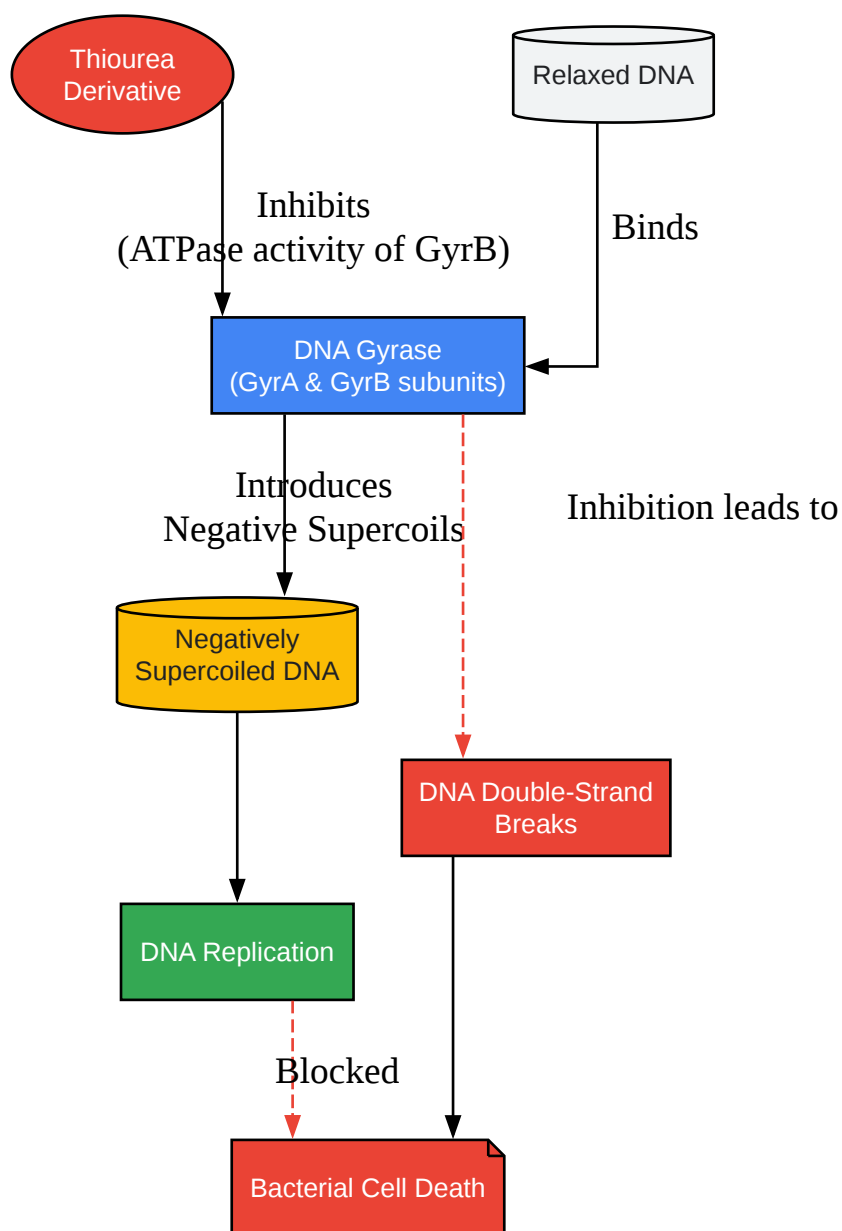 Thiourea
Derivative
Relaxed DNA
Inhibits
(ATPase activity of GyrB)
Binds
DNA Gyrase
(GyrA & GyrB subunits)
Introduces
Negative Supercoils
Inhibition leads to
Negatively
Supercoiled DNA
DNA Double-Strand
Breaks
DNA Replication
Blocked
Bacterial Cell Death